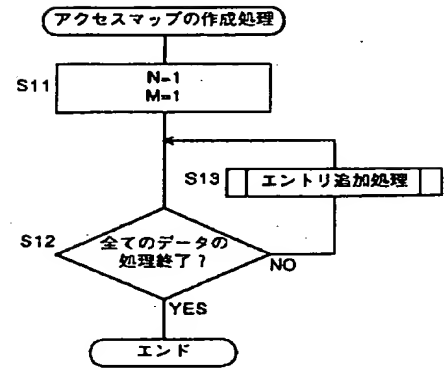 アクセスマップの作成処理
S11
N=1
M=1
S13
エントリ追加処理
S12
全てのデータの
処理終了?
NO
YES
エンド